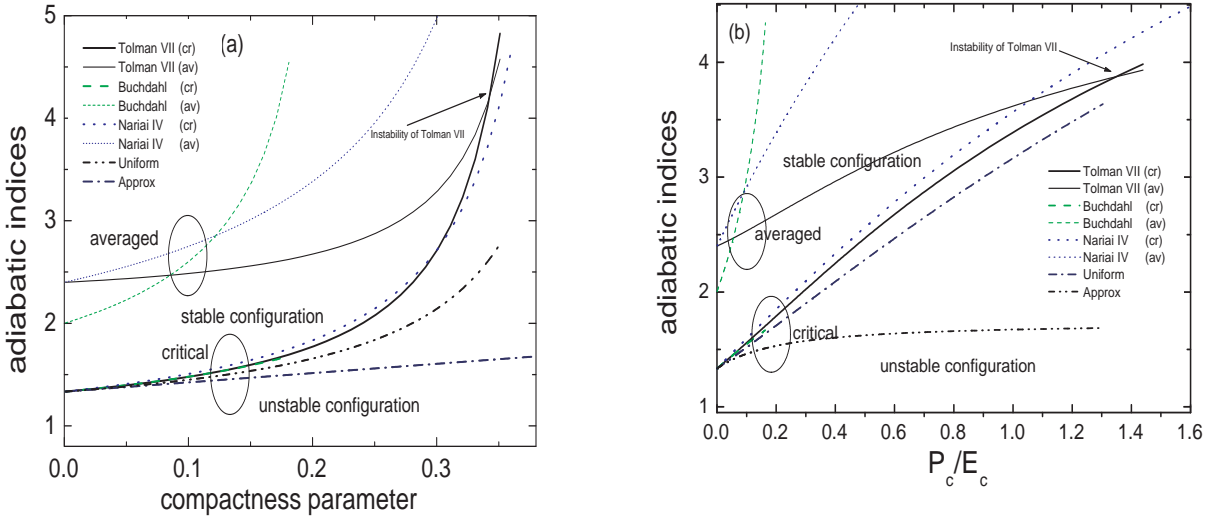 (a)
Tolman VII (cr)
Tolman VII (av)
Buchdahl (cr)
Buchdahl (av)
Nariai IV (cr)
Nariai IV (av)
Uniform
Approx
Instability of Tolman VII
averaged
stable configuration
critical
unstable configuration
adiabatic indices
5
4
3
2
1
0.0
0.1
0.2
0.3
compactness parameter
(b)
Instability of Tolman VII
stable configuration
Tolman VII (cr)
Tolman VII (av)
Buchdahl (cr)
Buchdahl (av)
Nariai IV (cr)
Nariai IV (av)
Uniform
Approx
averaged
critical
unstable configuration
adiabatic indices
4
3
2
1
0.0
0.2
0.4
0.6
0.8
1.0
1.2
1.4
1.6
P_c/E_c